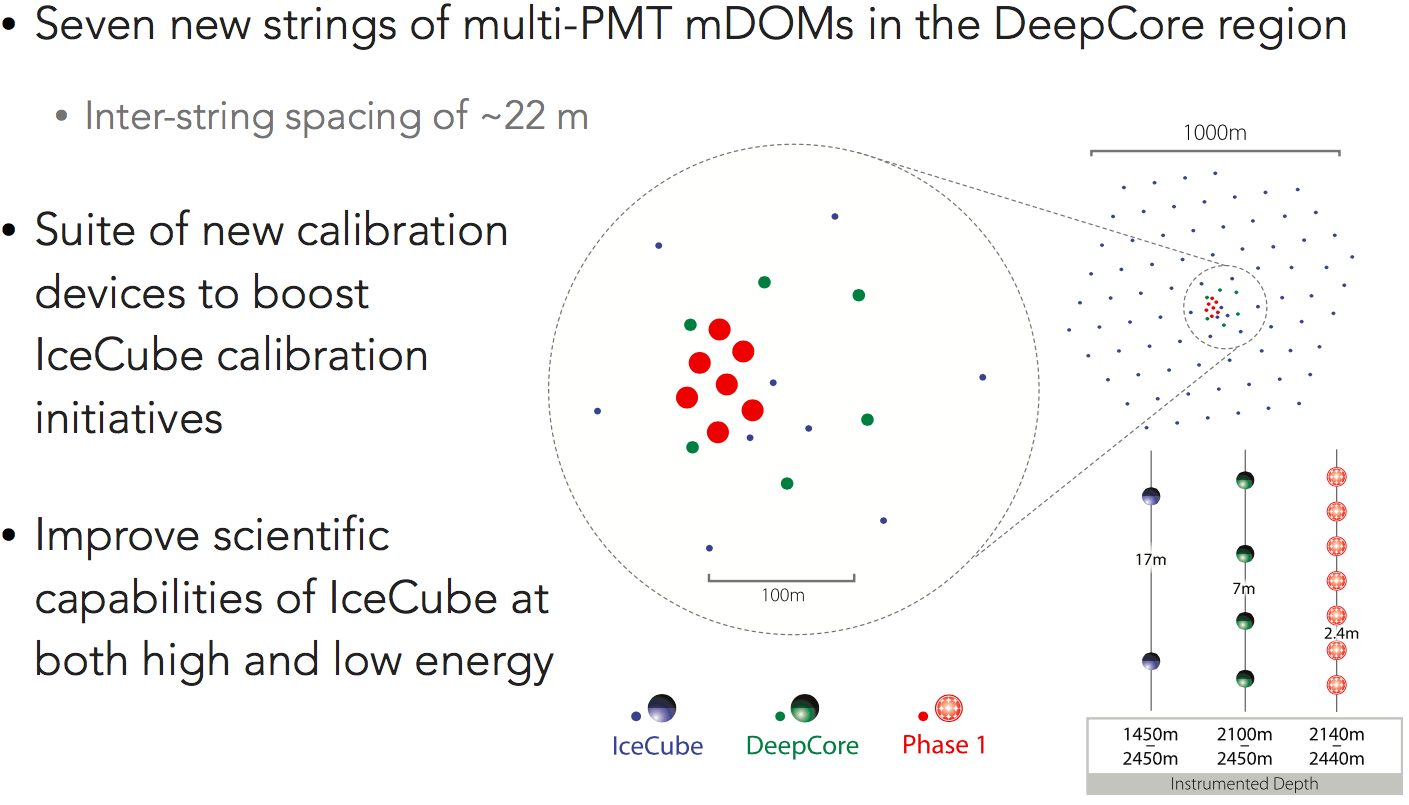 • Seven new strings of multi-PMT mDOMs in the DeepCore region
• Inter-string spacing of ~22 m
• Suite of new calibration
devices to boost
IceCube calibration
initiatives
• Improve scientific
capabilities of IceCube at
both high and low energy
1000m
100m
IceCube
DeepCore
Phase 1
17m
7m
2.4m
1450m
–
2450m
2100m
–
2450m
2140m
–
2440m
Instrumented Depth